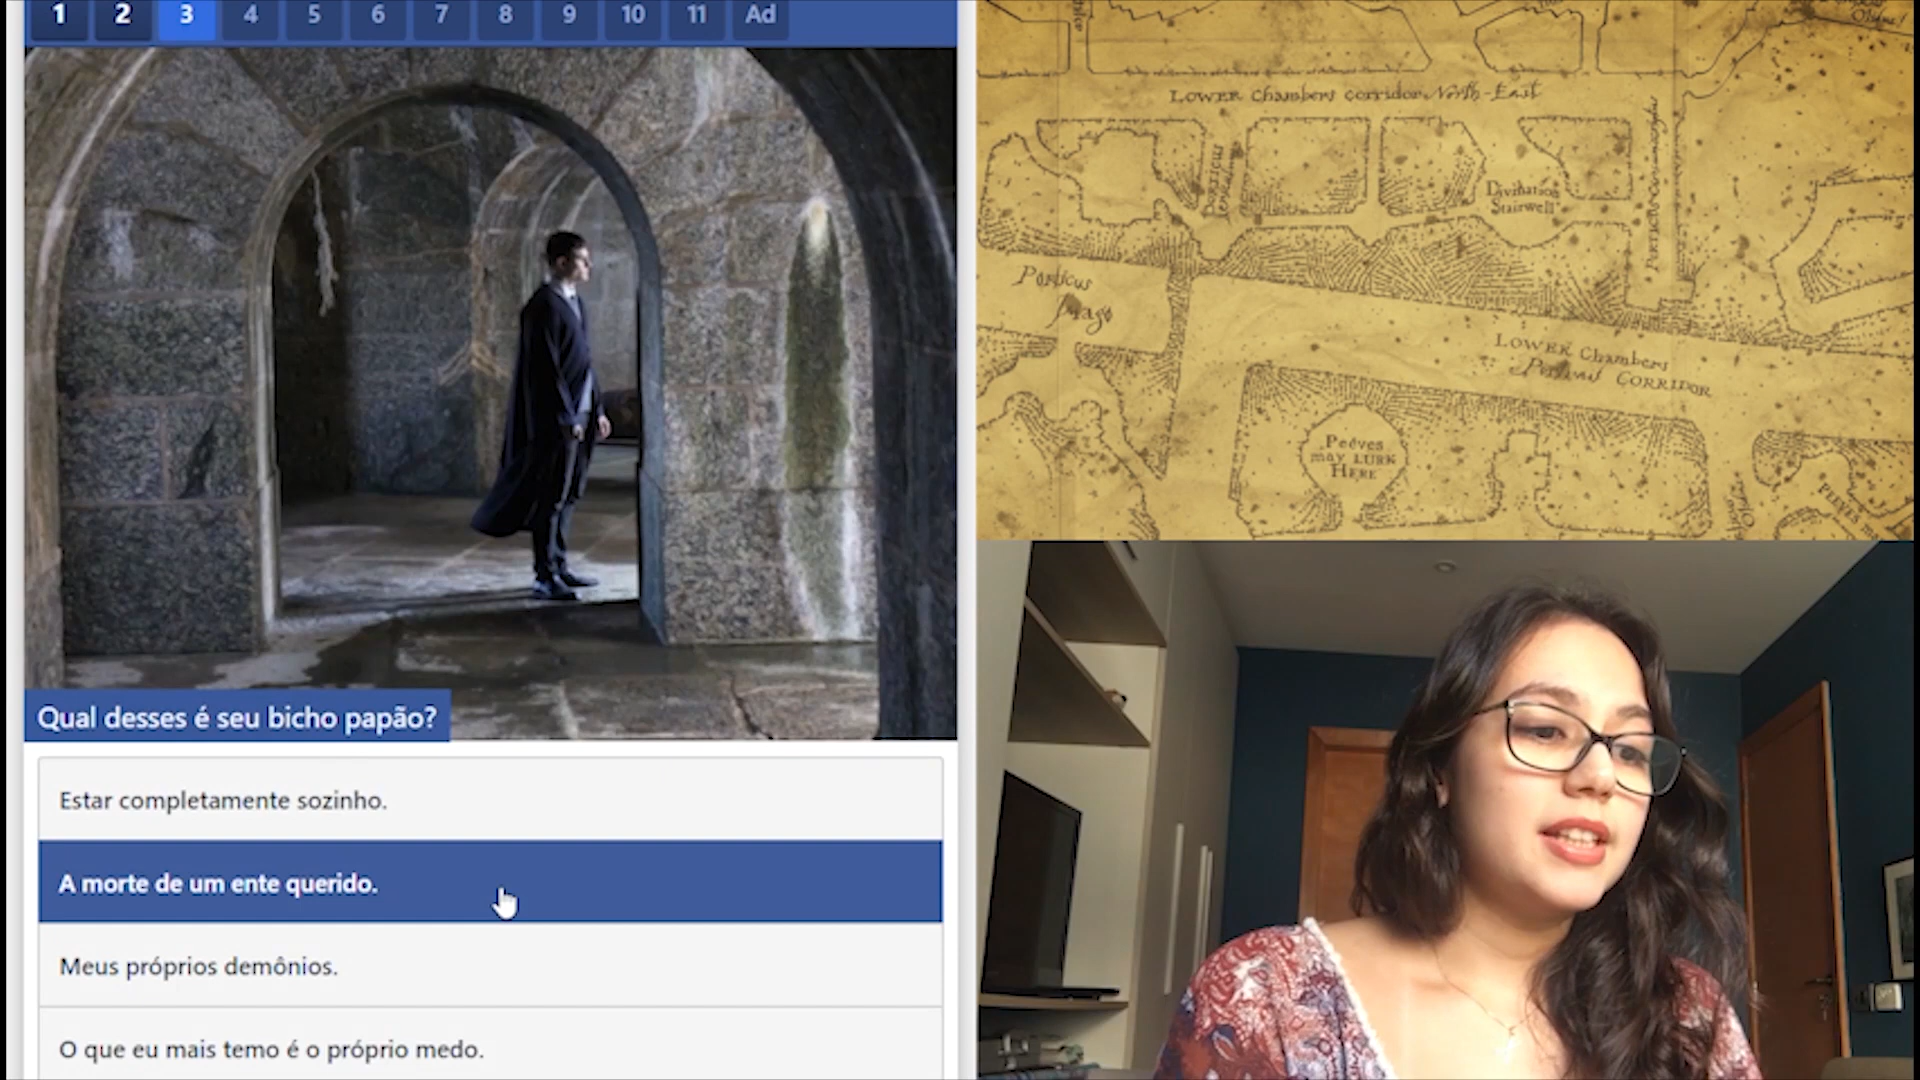 1 2 3 4 5 6 7 8 9 10 11 Ad
Qual desses é seu bicho papão?
Estar completamente sozinho.
A morte de um ente querido.
Meus próprios demônios.
O que eu mais temo é o próprio medo.
LOWER Chambers corridor North-East
Divination
Stairwell
Porticus
LOWER Chambers
CORRIDOR
Peeves
may LURK
HERE